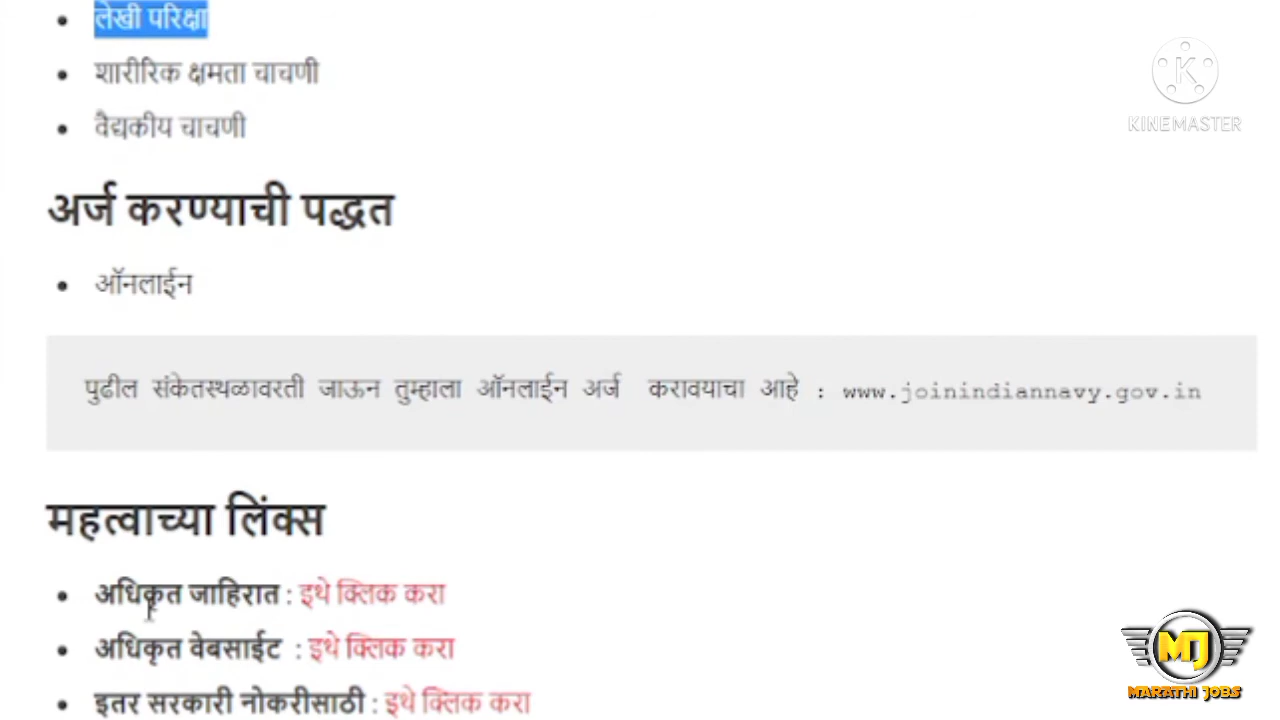 लेखी परिक्षा
शारीरिक क्षमता चाचणी
वैद्यकीय चाचणी
K
KINEMASTER
अर्ज करण्याची पद्धत
ऑनलाईन
पुढील संकेतस्थळावरती जाऊन तुम्हाला ऑनलाईन अर्ज करावयाचा आहे : www.joinindiannavy.gov.in
महत्वाच्या लिंक्स
अधिकृत जाहिरात : इथे क्लिक करा
अधिकृत वेबसाईट : इथे क्लिक करा
इतर सरकारी नोकरीसाठी : इथे क्लिक करा
MJ
MARATHI JOBS